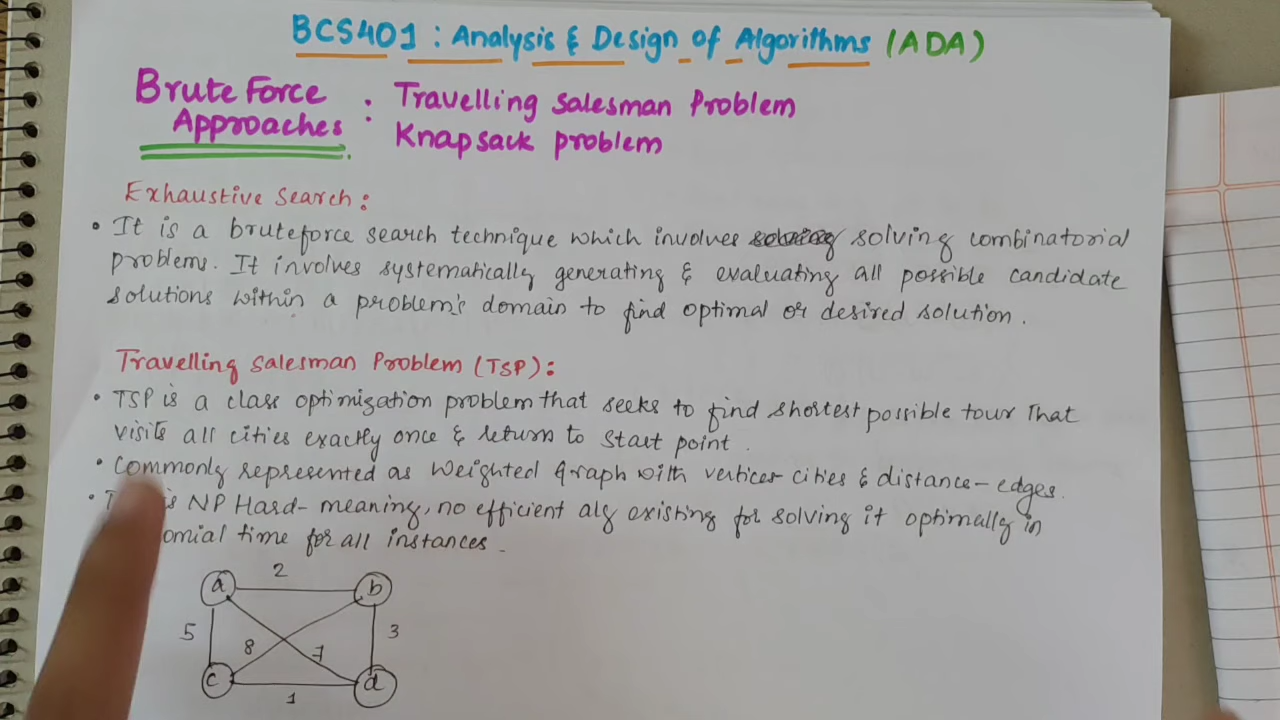 BCS401 : Analysis & Design of Algorithms (ADA)
Brute Force Approaches : Travelling Salesman Problem
Knapsack problem
Exhaustive Search :
• It is a bruteforce search technique which involves solving combinatorial
problems. It involves systematically generating & evaluating all possible candidate
solutions within a problem's domain to find optimal or desired solution.
Travelling Salesman Problem (TSP):
• TSP is a class optimization problem that seeks to find shortest possible tour That
visits all cities exactly once & return to start point.
• Commonly represented as weighted Graph with vertices- cities & distance - edges.
• is NP Hard- meaning, no efficient alg existing for solving it optimally in
omial time for all instances.
a 2 b
5 8 7 3
c 1 d